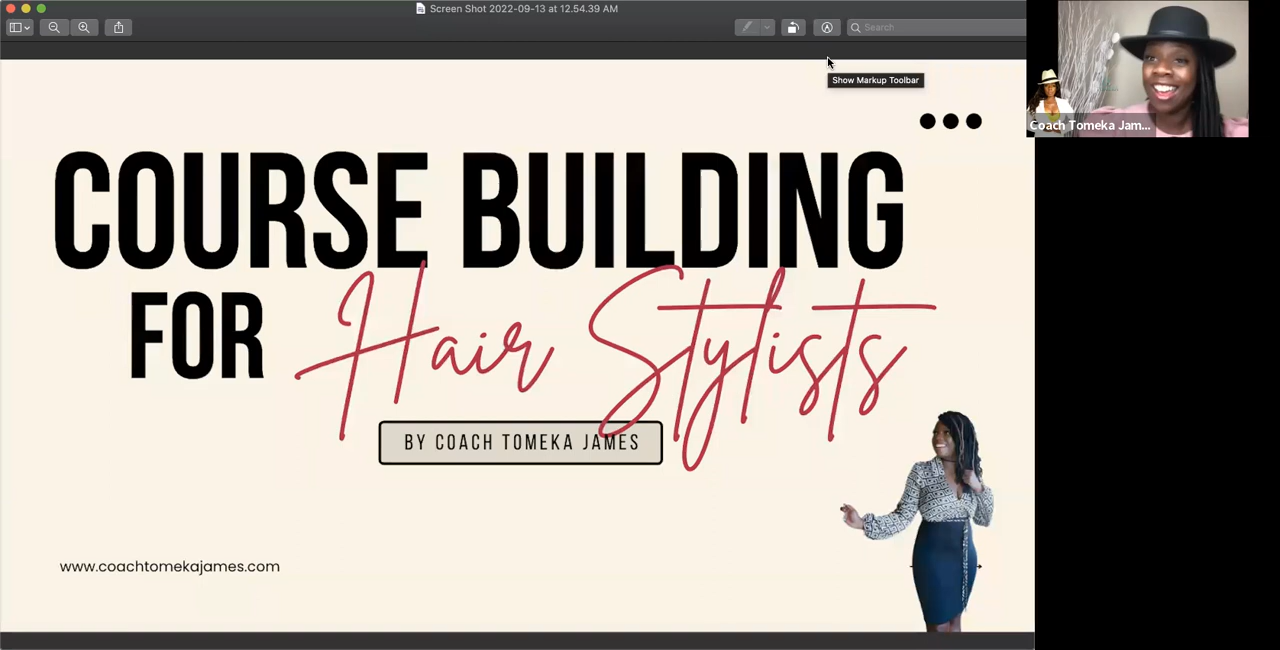 Screen Shot 2022-09-13 at 12.54.39 AM
Search
Show Markup Toolbar
Coach Tomeka Jam...
COURSE BUILDING
FOR Hair Stylists
BY COACH TOMEKA JAMES
www.coachtomekajames.com